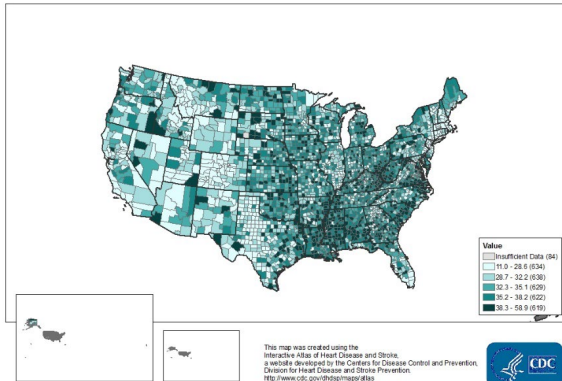 Value
Insufficient Data (84)
11.0 - 28.6 (634)
28.7 - 32.2 (638)
32.3 - 35.1 (629)
35.2 - 38.2 (622)
38.3 - 58.9 (619)
This map was created using the
Interactive Atlas of Heart Disease and Stroke,
a website developed by the Centers for Disease Control and Prevention,
Division for Heart Disease and Stroke Prevention.
http://www.cdc.gov/dhdsp/maps/atlas
CDC